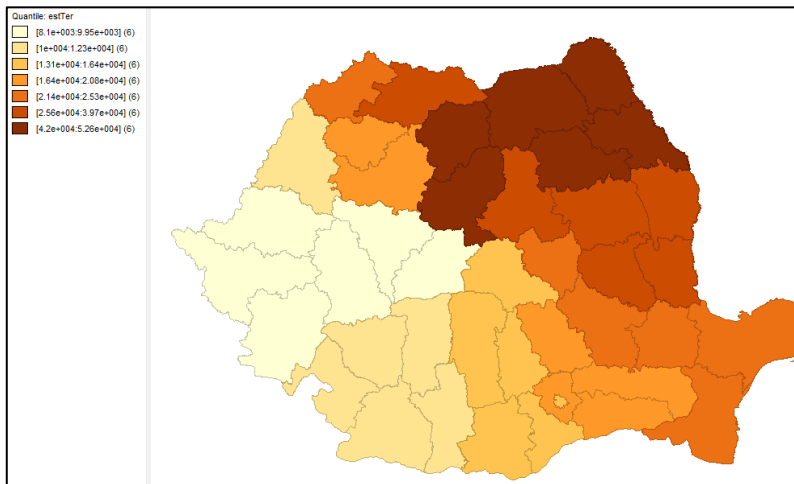 Quantile: estTer
[8.1e+003:9.95e+003] (6)
[1e+004:1.23e+004] (6)
[1.31e+004:1.64e+004] (6)
[1.64e+004:2.08e+004] (6)
[2.14e+004:2.53e+004] (6)
[2.56e+004:3.97e+004] (6)
[4.2e+004:5.26e+004] (6)